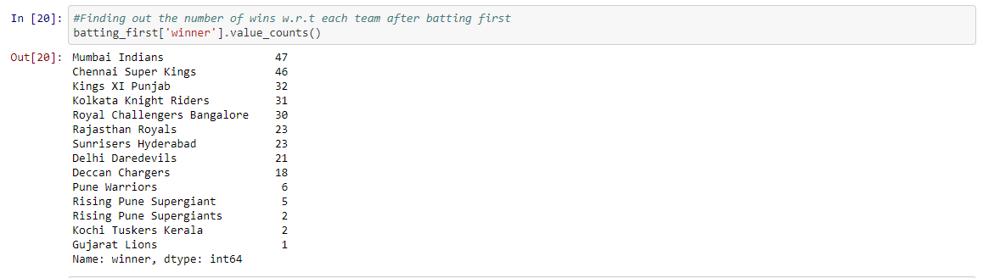 In [20]: #Finding out the number of wins w.r.t each team after batting first
batting_first['winner'].value_counts()
Out[20]: Mumbai Indians 47
Chennai Super Kings 46
Kings XI Punjab 32
Kolkata Knight Riders 31
Royal Challengers Bangalore 30
Rajasthan Royals 23
Sunrisers Hyderabad 23
Delhi Daredevils 21
Deccan Chargers 18
Pune Warriors 6
Rising Pune Supergiant 5
Rising Pune Supergiants 2
Kochi Tuskers Kerala 2
Gujarat Lions 1
Name: winner, dtype: int64